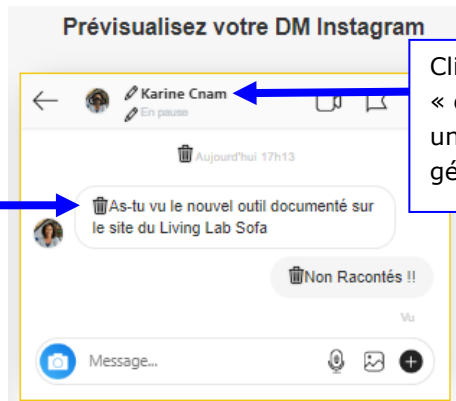 Prévisualisez votre DM Instagram
Karine Cnam
En pause
Aujourd'hui 17h13
As-tu vu le nouvel outil documenté sur
le site du Living Lab Sofa
Non Racontés !!
Vu
Message...
Cli
«
un
gé